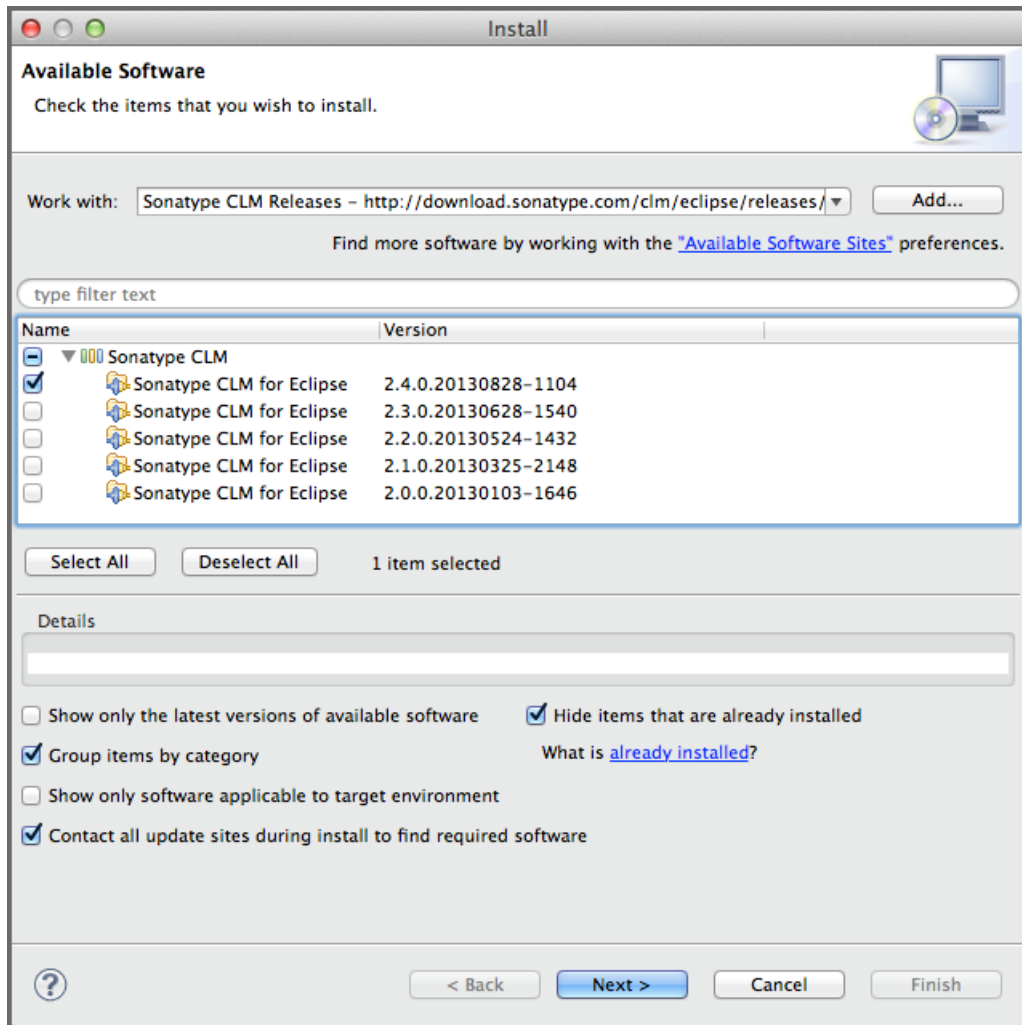 Install
Available Software
Check the items that you wish to install.
Work with: Sonatype CLM Releases – http://download.sonatype.com/clm/eclipse/releases/ Add...
Find more software by working with the "Available Software Sites" preferences.
type filter text
Name Version
Sonatype CLM
Sonatype CLM for Eclipse 2.4.0.20130828-1104
Sonatype CLM for Eclipse 2.3.0.20130628-1540
Sonatype CLM for Eclipse 2.2.0.20130524-1432
Sonatype CLM for Eclipse 2.1.0.20130325-2148
Sonatype CLM for Eclipse 2.0.0.20130103-1646
Select All Deselect All 1 item selected
Details
Show only the latest versions of available software Hide items that are already installed
Group items by category What is already installed?
Show only software applicable to target environment
Contact all update sites during install to find required software
? < Back Next > Cancel Finish